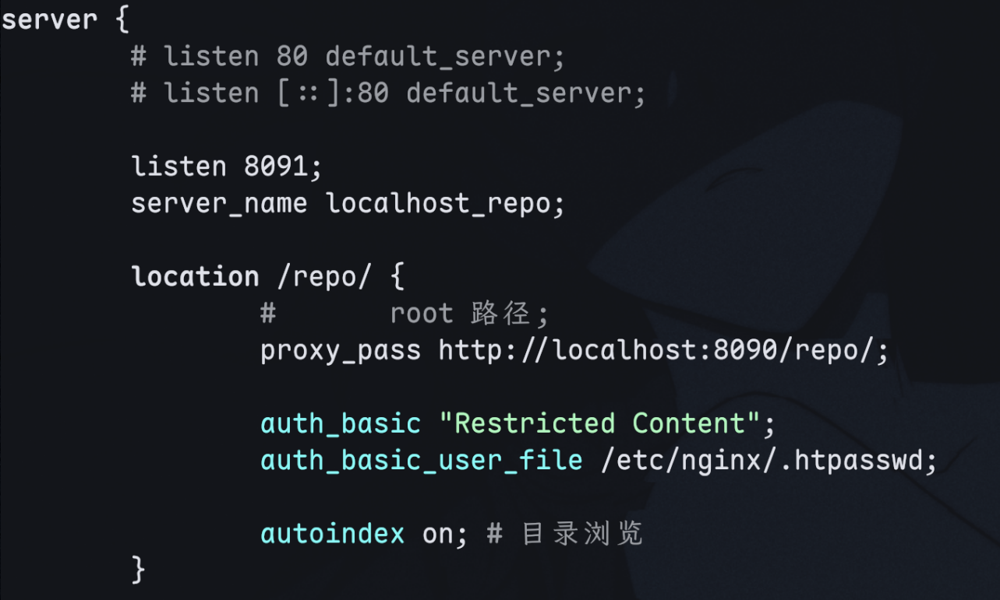 server {
# listen 80 default_server;
# listen [::]:80 default_server;
listen 8091;
server_name localhost_repo;
location /repo/ {
# root 路径;
proxy_pass http://localhost:8090/repo/;
auth_basic "Restricted Content";
auth_basic_user_file /etc/nginx/.htpasswd;
autoindex on; # 目录浏览
}